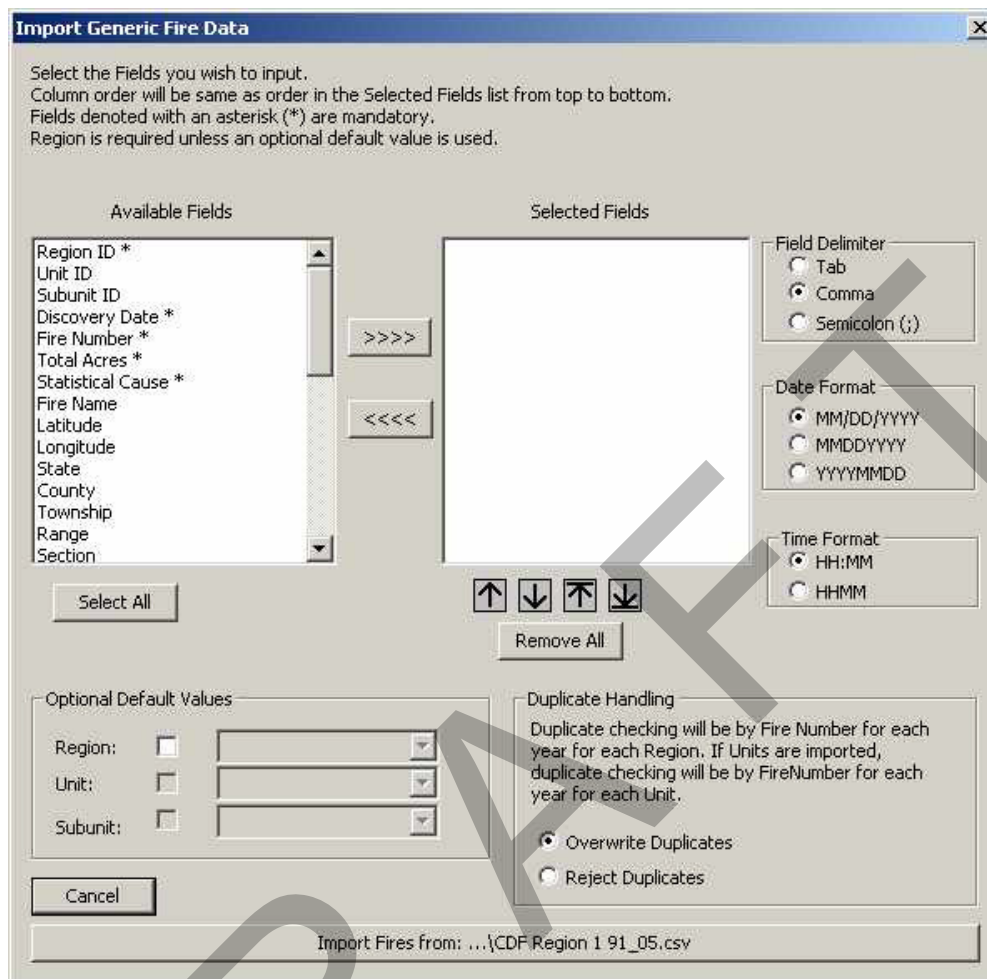 Import Generic Fire Data
Select the Fields you wish to input.
Column order will be same as order in the Selected Fields list from top to bottom.
Fields denoted with an asterisk (*) are mandatory.
Region is required unless an optional default value is used.
Available Fields
Region ID *
Unit ID
Subunit ID
Discovery Date *
Fire Number *
Total Acres *
Statistical Cause *
Fire Name
Latitude
Longitude
State
County
Township
Range
Section
Select All
>>>>
<<<<
Selected Fields
Remove All
Field Delimiter
Tab
Comma
Semicolon (;)
Date Format
MM/DD/YYYY
MMDDYYYY
YYYYMMDD
Time Format
HH:MM
HHMM
Optional Default Values
Region:
Unit:
Subunit:
Duplicate Handling
Duplicate checking will be by Fire Number for each
year for each Region. If Units are imported,
duplicate checking will be by FireNumber for each
year for each Unit.
Overwrite Duplicates
Reject Duplicates
Cancel
Import Fires from: ...\CDF Region 1 91_05.csv
RAFT